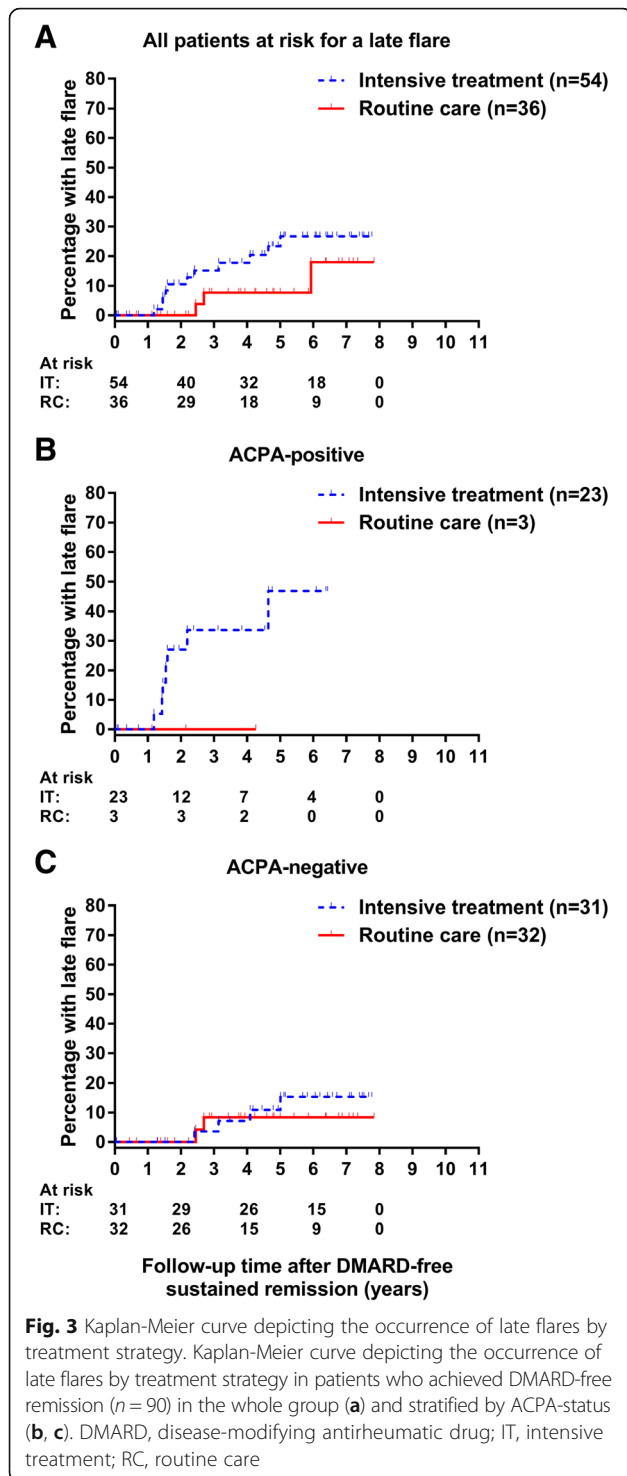 A
All patients at risk for a late flare
Intensive treatment (n=54)
Routine care (n=36)
Percentage with late flare
80
70
60
50
40
30
20
10
0
0 1 2 3 4 5 6 7 8 9 10 11
At risk
IT: 54 40 32 18 0
RC: 36 29 18 9 0
B
ACPA-positive
Intensive treatment (n=23)
Routine care (n=3)
Percentage with late flare
80
70
60
50
40
30
20
10
0
0 1 2 3 4 5 6 7 8 9 10 11
At risk
IT: 23 12 7 4 0
RC: 3 3 2 0 0
C
ACPA-negative
Intensive treatment (n=31)
Routine care (n=32)
Percentage with late flare
80
70
60
50
40
30
20
10
0
0 1 2 3 4 5 6 7 8 9 10 11
At risk
IT: 31 29 26 15 0
RC: 32 26 15 9 0
Follow-up time after DMARD-free
sustained remission (years)
Fig. 3 Kaplan-Meier curve depicting the occurrence of late flares by
treatment strategy. Kaplan-Meier curve depicting the occurrence of
late flares by treatment strategy in patients who achieved DMARD-free
remission (n = 90) in the whole group (a) and stratified by ACPA-status
(b, c). DMARD, disease-modifying antirheumatic drug; IT, intensive
treatment; RC, routine care